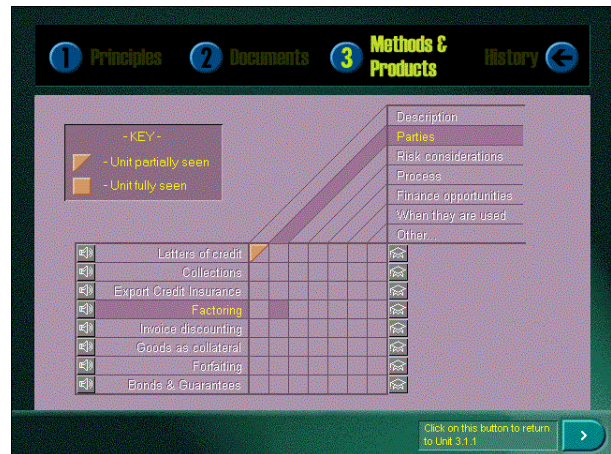 1 Principles
2 Documents
3 Methods &
Products
History
- KEY -
- Unit partially seen
- Unit fully seen
Description
Parties
Risk considerations
Process
Finance opportunities
When they are used
Other...
Letters of credit
Collections
Export Credit Insurance
Factoring
Invoice discounting
Goods as collateral
Forfaiting
Bonds & Guarantees
Click on this button to return
to Unit 3.1.1